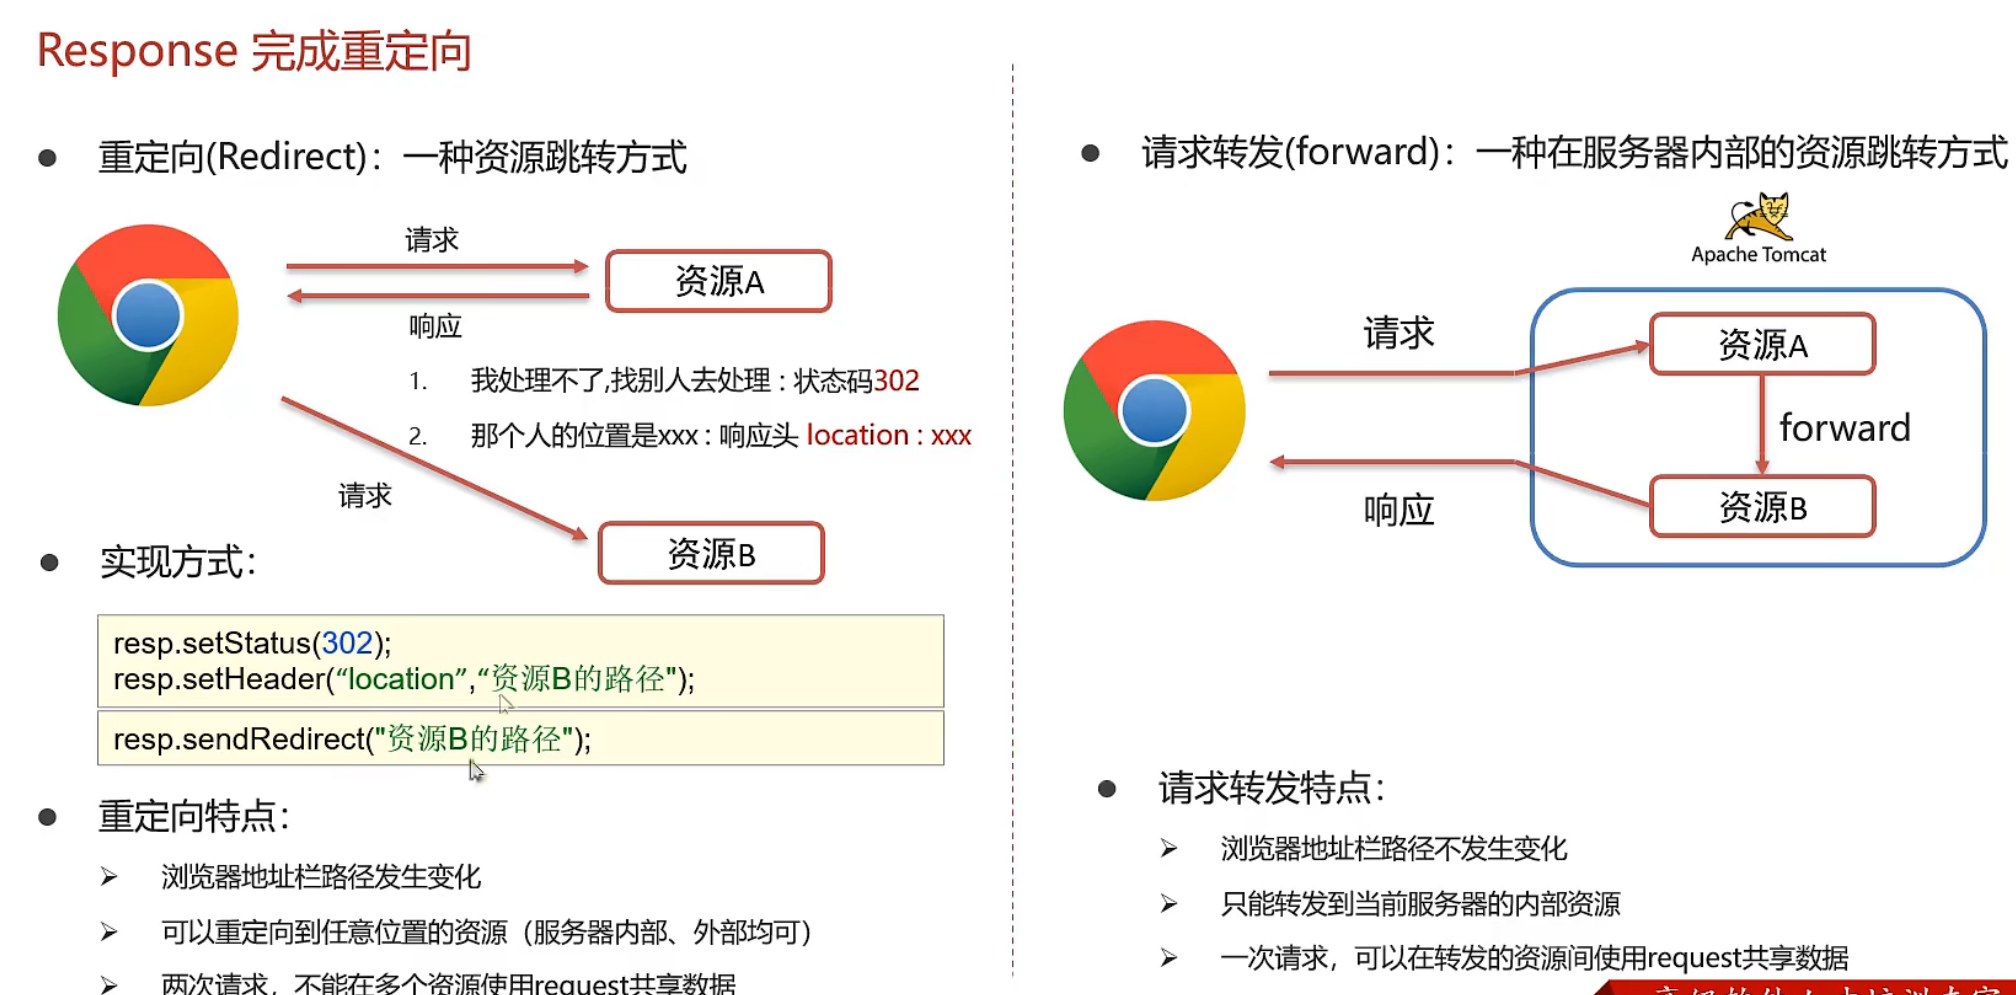 Response 完成重定向
重定向(Redirect)：一种资源跳转方式
请求
资源A
响应
1. 我处理不了,找别人去处理 : 状态码302
2. 那个人的位置是xxx : 响应头 location : xxx
请求
资源B
实现方式：
resp.setStatus(302);
resp.setHeader(“location”,“资源B的路径");
resp.sendRedirect("资源B的路径");
重定向特点：
浏览器地址栏路径发生变化
可以重定向到任意位置的资源（服务器内部、外部均可）
两次请求，不能在多个资源使用request共享数据
请求转发(forward)：一种在服务器内部的资源跳转方式
Apache Tomcat
请求
资源A
forward
响应
资源B
请求转发特点：
浏览器地址栏路径不发生变化
只能转发到当前服务器的内部资源
一次请求，可以在转发的资源间使用request共享数据